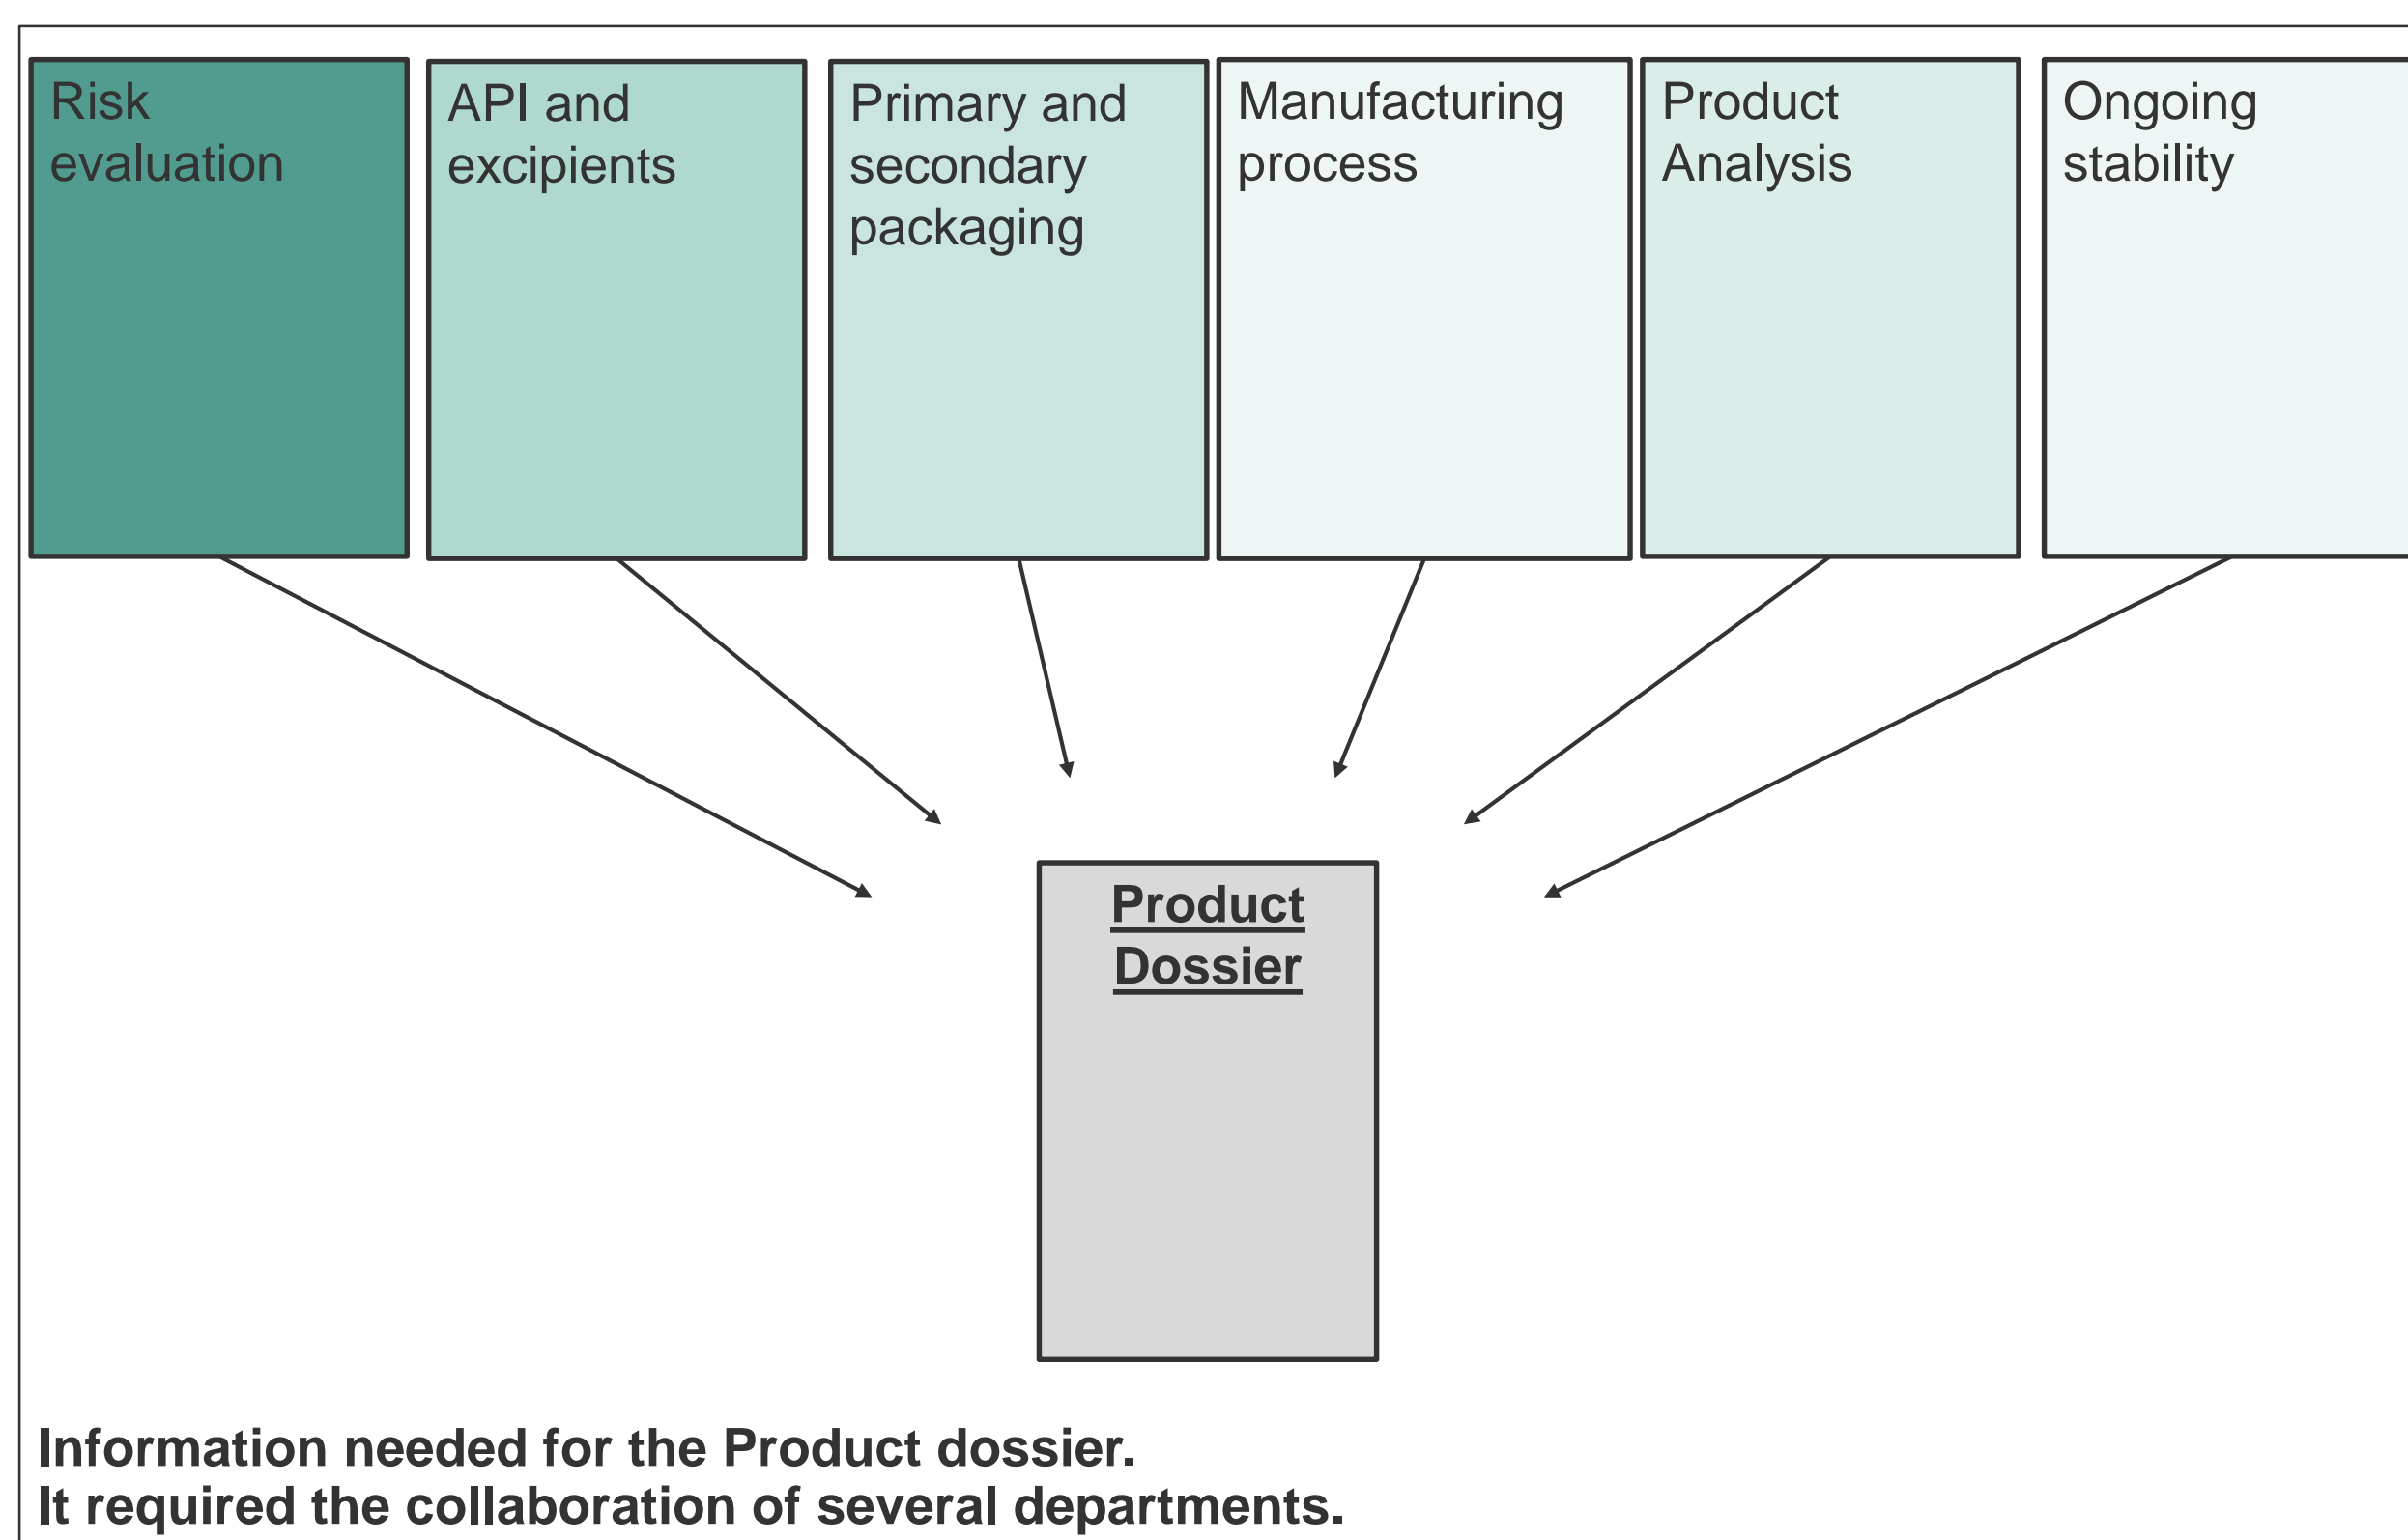 Risk
evaluation
API and
excipients
Primary and
secondary
packaging
Manufacturing
process
Product
Analysis
Ongoing
stability
Product
Dossier
Information needed for the Product dossier.
It required the collaboration of several departments.